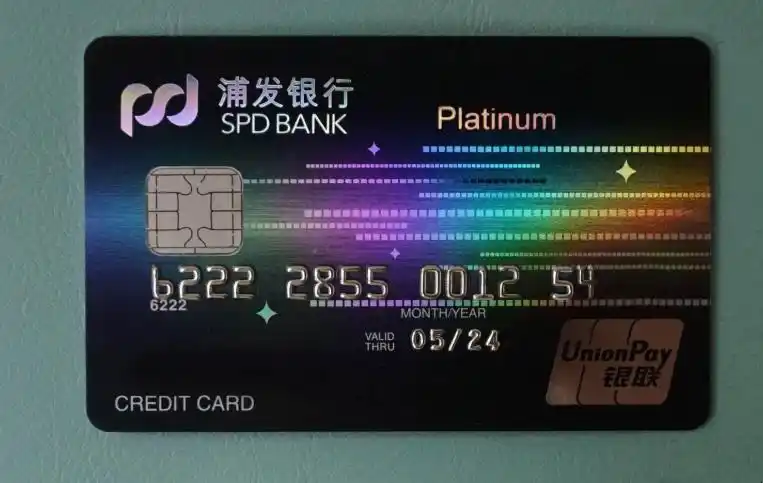 浦发银行
SPD BANK
Platinum
6222 2855 0012 54
6222
MONTH/YEAR
VALID THRU 05/24
UnionPay
银联
CREDIT CARD